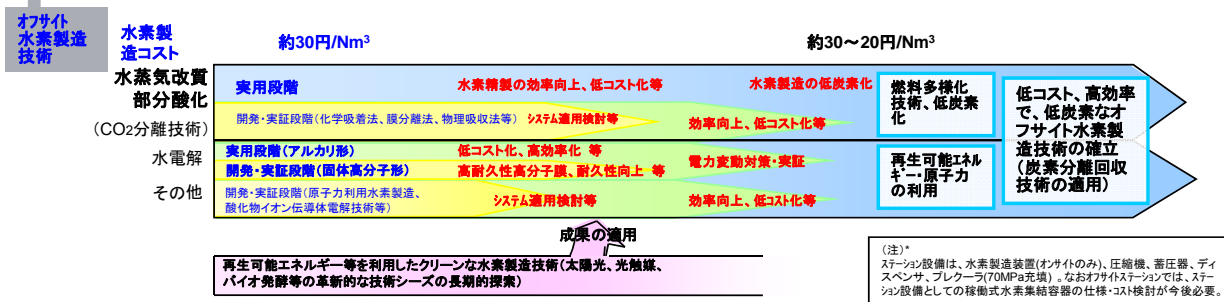 オフサイト
水素製造
技術
水素製
造コスト
約30円/Nm³
約30～20円/Nm³
水蒸気改質
部分酸化
(CO2分離技術)
実用段階
水素精製の効率向上、低コスト化等
水素製造の低炭素化
開発・実証段階(化学吸着法、膜分離法、物理吸収法等)
システム適用検討等
効率向上、低コスト化等
燃料多様化
技術、低炭素
化
水電解
実用段階(アルカリ形)
低コスト化、高効率化 等
開発・実証段階(固体高分子形)
高耐久性高分子膜、耐久性向上 等
電力変動対策・実証
その他
開発・実証段階(原子力利用水素製造、
酸化物イオン伝導体電解技術等)
システム適用検討等
効率向上、低コスト化等
再生可能エネル
ギー・原子力
の利用
低コスト、高効率
で、低炭素なオ
フサイト水素製
造技術の確立
(炭素分離回収
技術の適用)
成果の適用
再生可能エネルギー等を利用したクリーンな水素製造技術(太陽光、光触媒、
バイオ発酵等の革新的な技術シーズの長期的探索)
(注)*
ステーション設備は、水素製造装置(オンサイトのみ)、圧縮機、蓄圧器、ディ
スペンサ、プレクーラ(70MPa充填) 。なおオフサイトステーションでは、ステー
ション設備としての稼働式水素集結容器の仕様・コスト検討が今後必要。